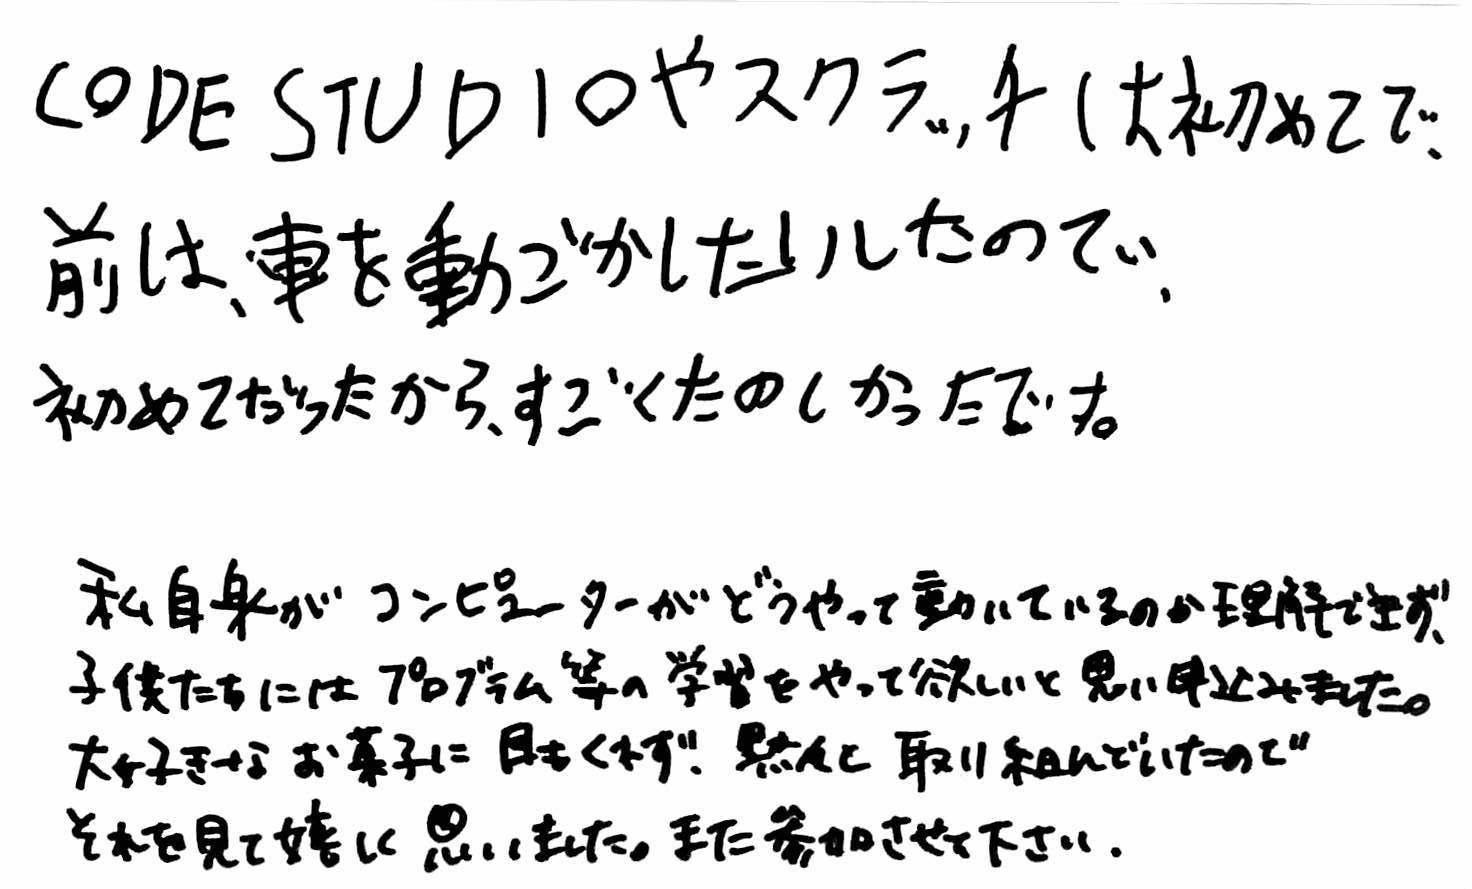 CODE STUDIOやスクラッチは初めてで、
前は、車を動ごかしたりしたので、
初めてだったから、すごくたのしかったです。
私自身がコンピューターがどうやって動いているのか理解で出ず、
子供たちにはプログラム等の学習をやって欲しいと思い申込みました。
大好きなお菓子に目もくれず、黙々と取り組んでいたので
それを見て嬉しく思いました。また参加させて下さい.